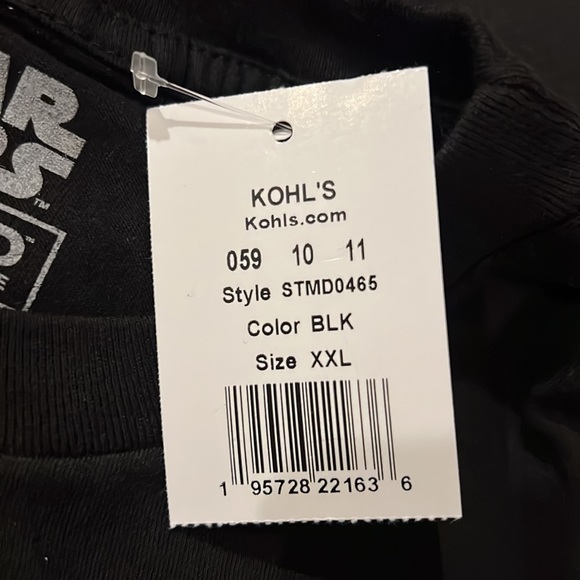 KOHL'S
Kohls.com
059 10 11
Style STMD0465
Color BLK
Size XXL
1 95728 22163 6